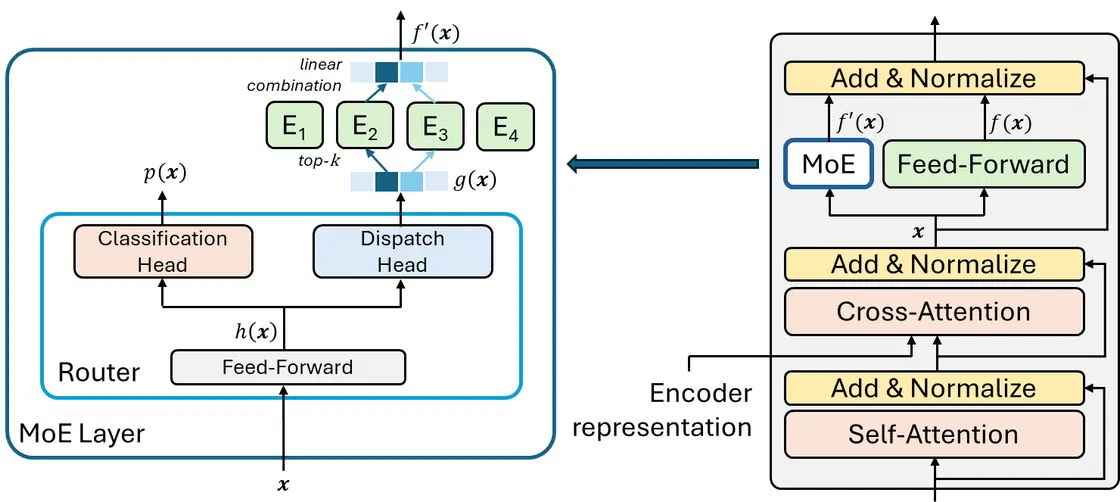 f′(x)
linear
combination
E1
E2
E3
E4
top-k
g(x)
p(x)
Classification
Head
Dispatch
Head
h(x)
Feed-Forward
Router
MoE Layer
x
Add & Normalize
f′(x)
f(x)
MoE
Feed-Forward
x
Add & Normalize
Cross-Attention
Encoder
representation
Add & Normalize
Self-Attention